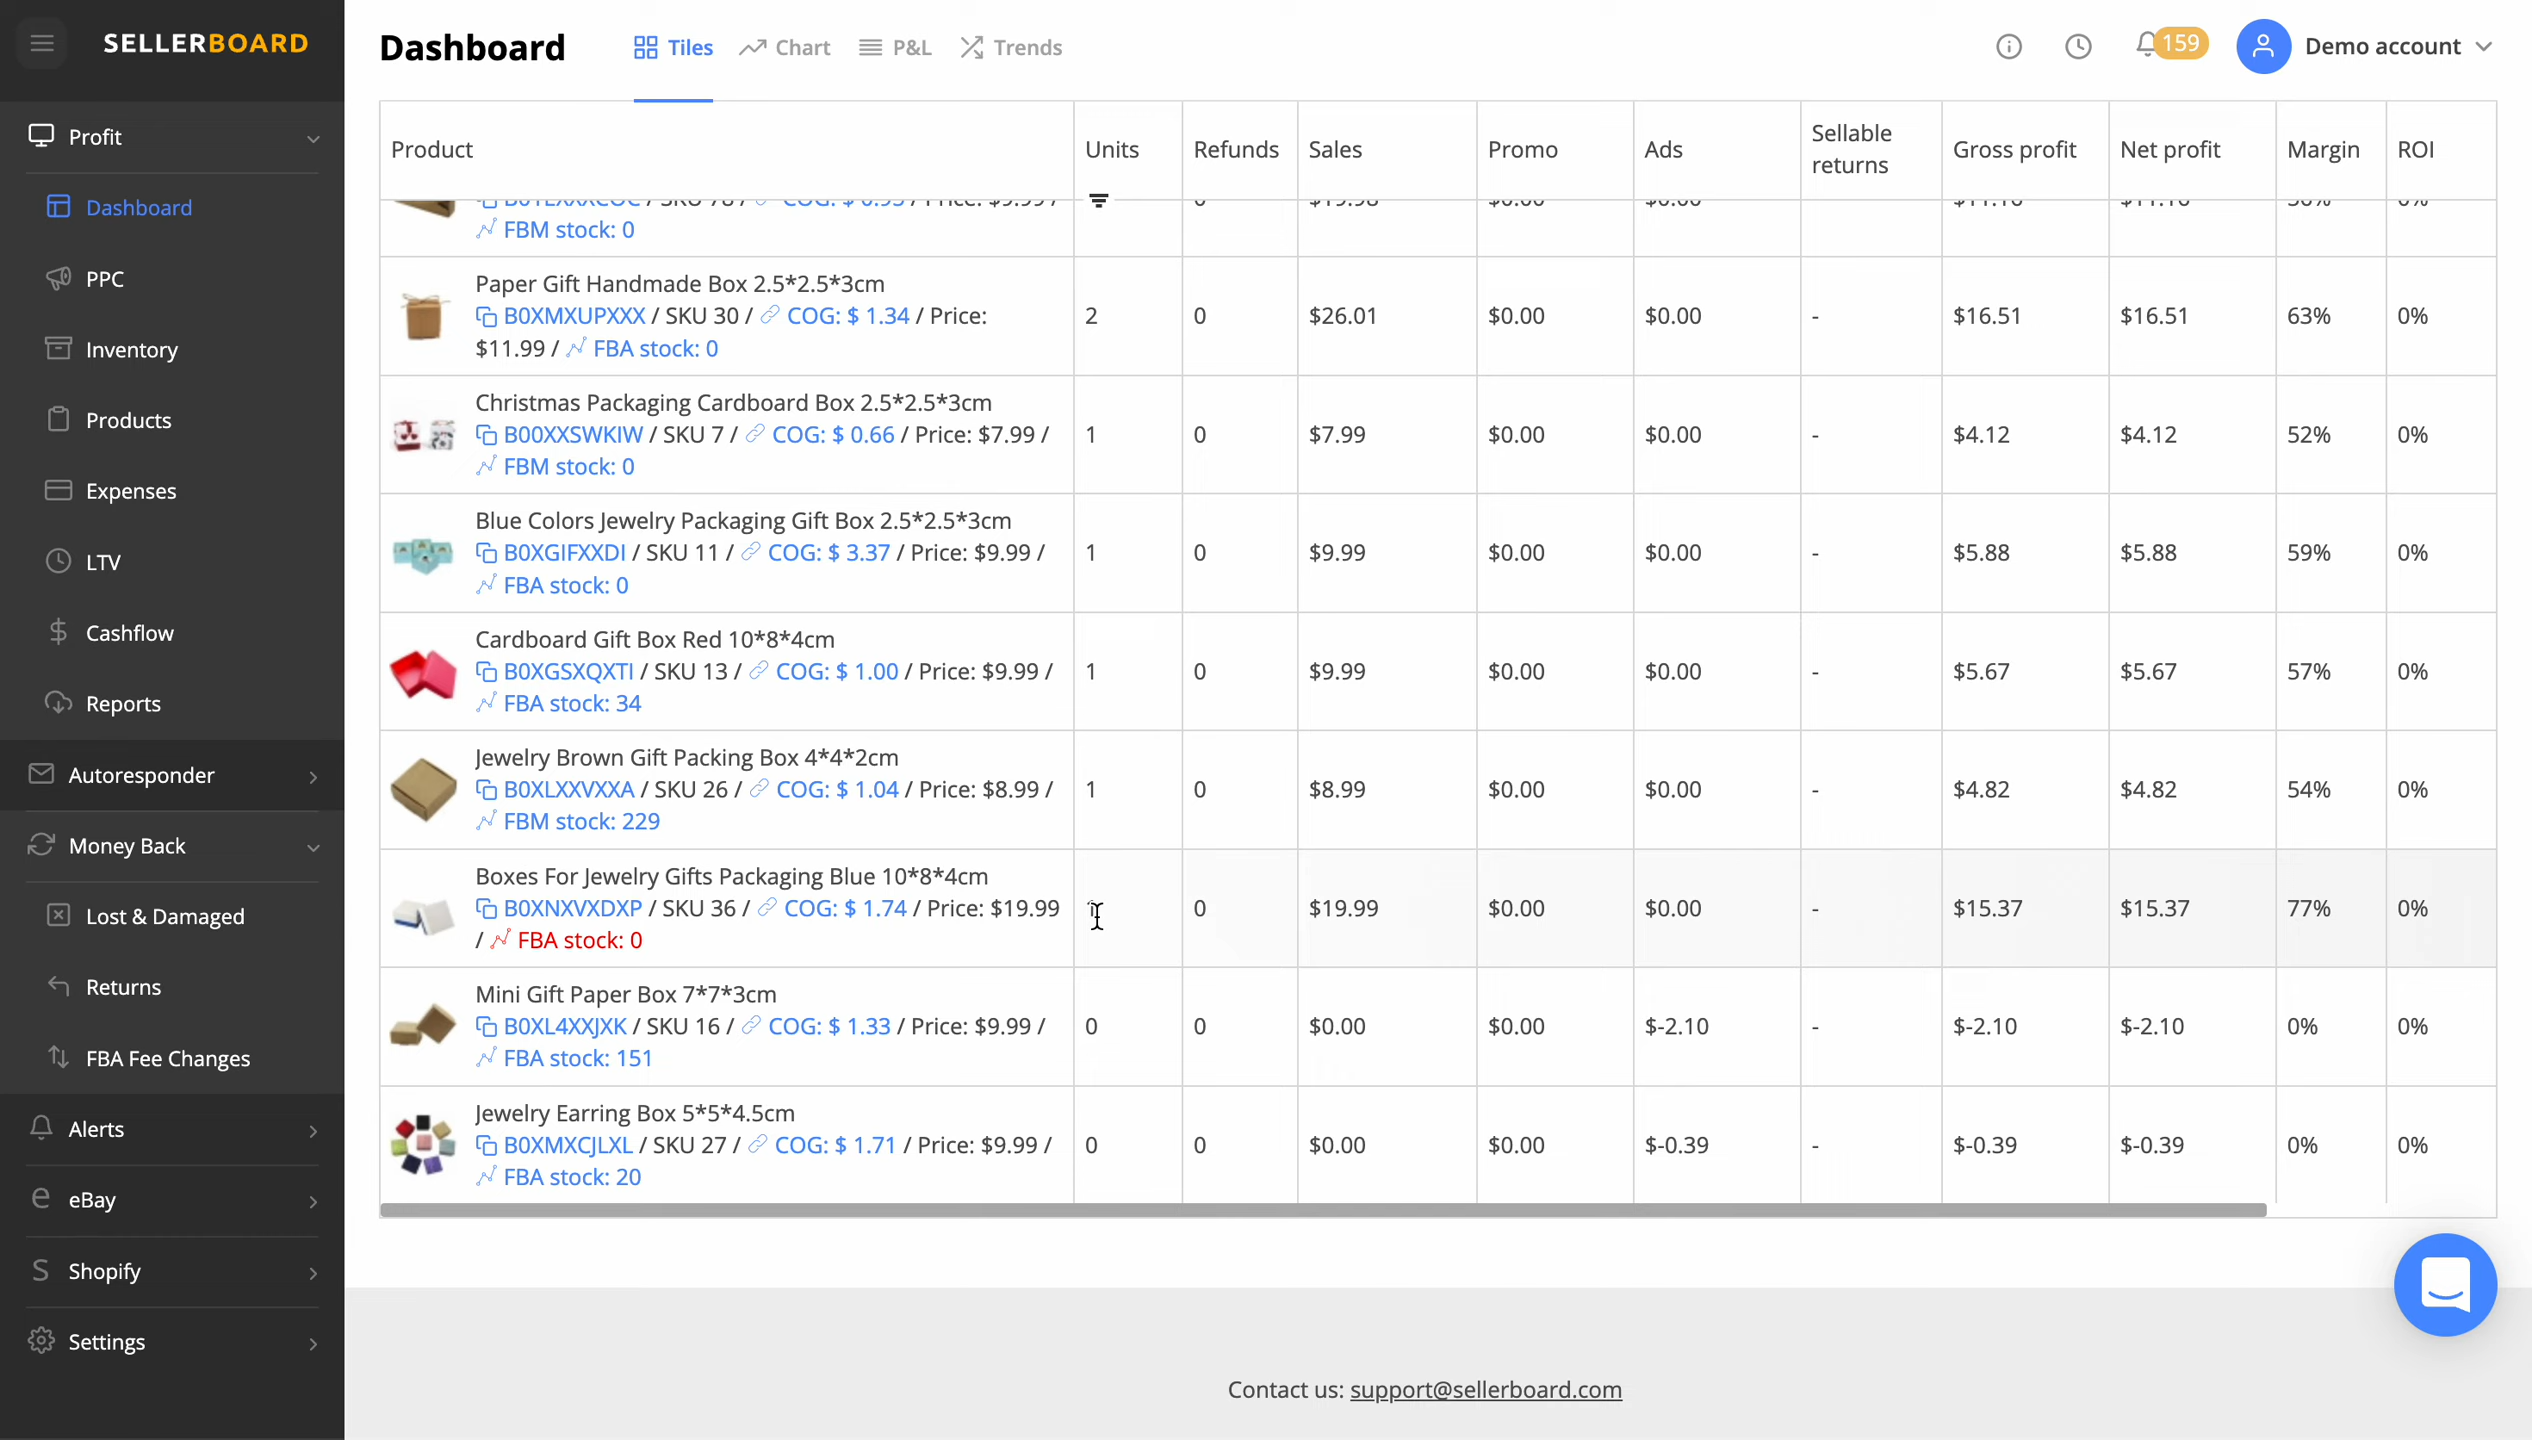 SELLERBOARD
Dashboard
Tiles
Chart
P&L
Trends
159
Demo account
Profit
Dashboard
PPC
Inventory
Products
Expenses
LTV
Cashflow
Reports
Autoresponder
Money Back
Lost & Damaged
Returns
FBA Fee Changes
Alerts
eBay
Shopify
Settings
Product Units Refunds Sales Promo Ads Sellable returns Gross profit Net profit Margin ROI
FBM stock: 0
Paper Gift Handmade Box 2.5*2.5*3cm
B0XMXUPXXX / SKU 30 / COG: $ 1.34 / Price: 2 0 $26.01 $0.00 $0.00 - $16.51 $16.51 63% 0%
$11.99 / FBA stock: 0
Christmas Packaging Cardboard Box 2.5*2.5*3cm
B00XXSWKIW / SKU 7 / COG: $ 0.66 / Price: $7.99 / 1 0 $7.99 $0.00 $0.00 - $4.12 $4.12 52% 0%
FBM stock: 0
Blue Colors Jewelry Packaging Gift Box 2.5*2.5*3cm
B0XGIFXXDI / SKU 11 / COG: $ 3.37 / Price: $9.99 / 1 0 $9.99 $0.00 $0.00 - $5.88 $5.88 59% 0%
FBA stock: 0
Cardboard Gift Box Red 10*8*4cm
B0XGSXQXTI / SKU 13 / COG: $ 1.00 / Price: $9.99 / 1 0 $9.99 $0.00 $0.00 - $5.67 $5.67 57% 0%
FBA stock: 34
Jewelry Brown Gift Packing Box 4*4*2cm
B0XLXXVXXA / SKU 26 / COG: $ 1.04 / Price: $8.99 / 1 0 $8.99 $0.00 $0.00 - $4.82 $4.82 54% 0%
FBM stock: 229
Boxes For Jewelry Gifts Packaging Blue 10*8*4cm
B0XNXVXDXP / SKU 36 / COG: $ 1.74 / Price: $19.99 0 $19.99 $0.00 $0.00 - $15.37 $15.37 77% 0%
/ FBA stock: 0
Mini Gift Paper Box 7*7*3cm
B0XL4XXJXK / SKU 16 / COG: $ 1.33 / Price: $9.99 / 0 0 $0.00 $0.00 $-2.10 - $-2.10 $-2.10 0% 0%
FBA stock: 151
Jewelry Earring Box 5*5*4.5cm
B0XMXCJLXL / SKU 27 / COG: $ 1.71 / Price: $9.99 / 0 0 $0.00 $0.00 $-0.39 - $-0.39 $-0.39 0% 0%
FBA stock: 20
Contact us: support@sellerboard.com